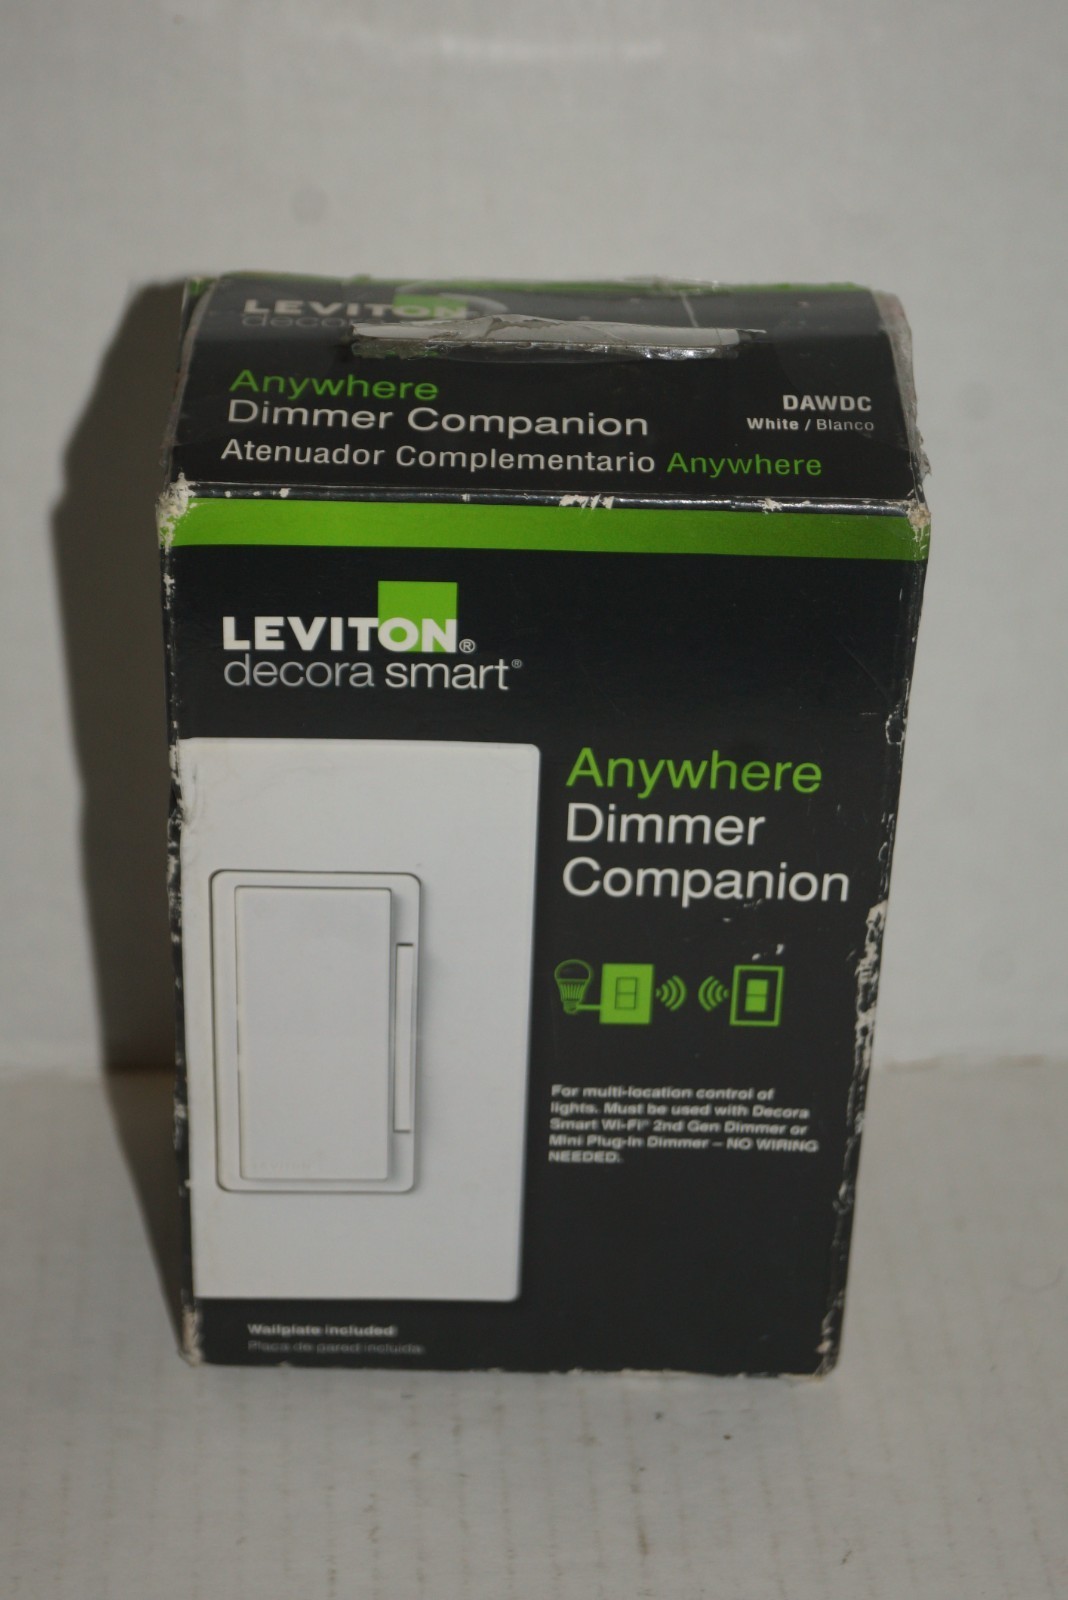 LEVITON
decora
Anywhere
Dimmer Companion
DAWDC
White / Blanco
Atenuador Complementario Anywhere
LEVITON®
decora smart®
Anywhere
Dimmer
Companion
For multi-location control of
lights. Must be used with Decora
Smart Wi-Fi® 2nd Gen Dimmer or
Mini Plug-In Dimmer – NO WIRING
NEEDED.
LEVITON
Wallplate included
Placa de pared incluida